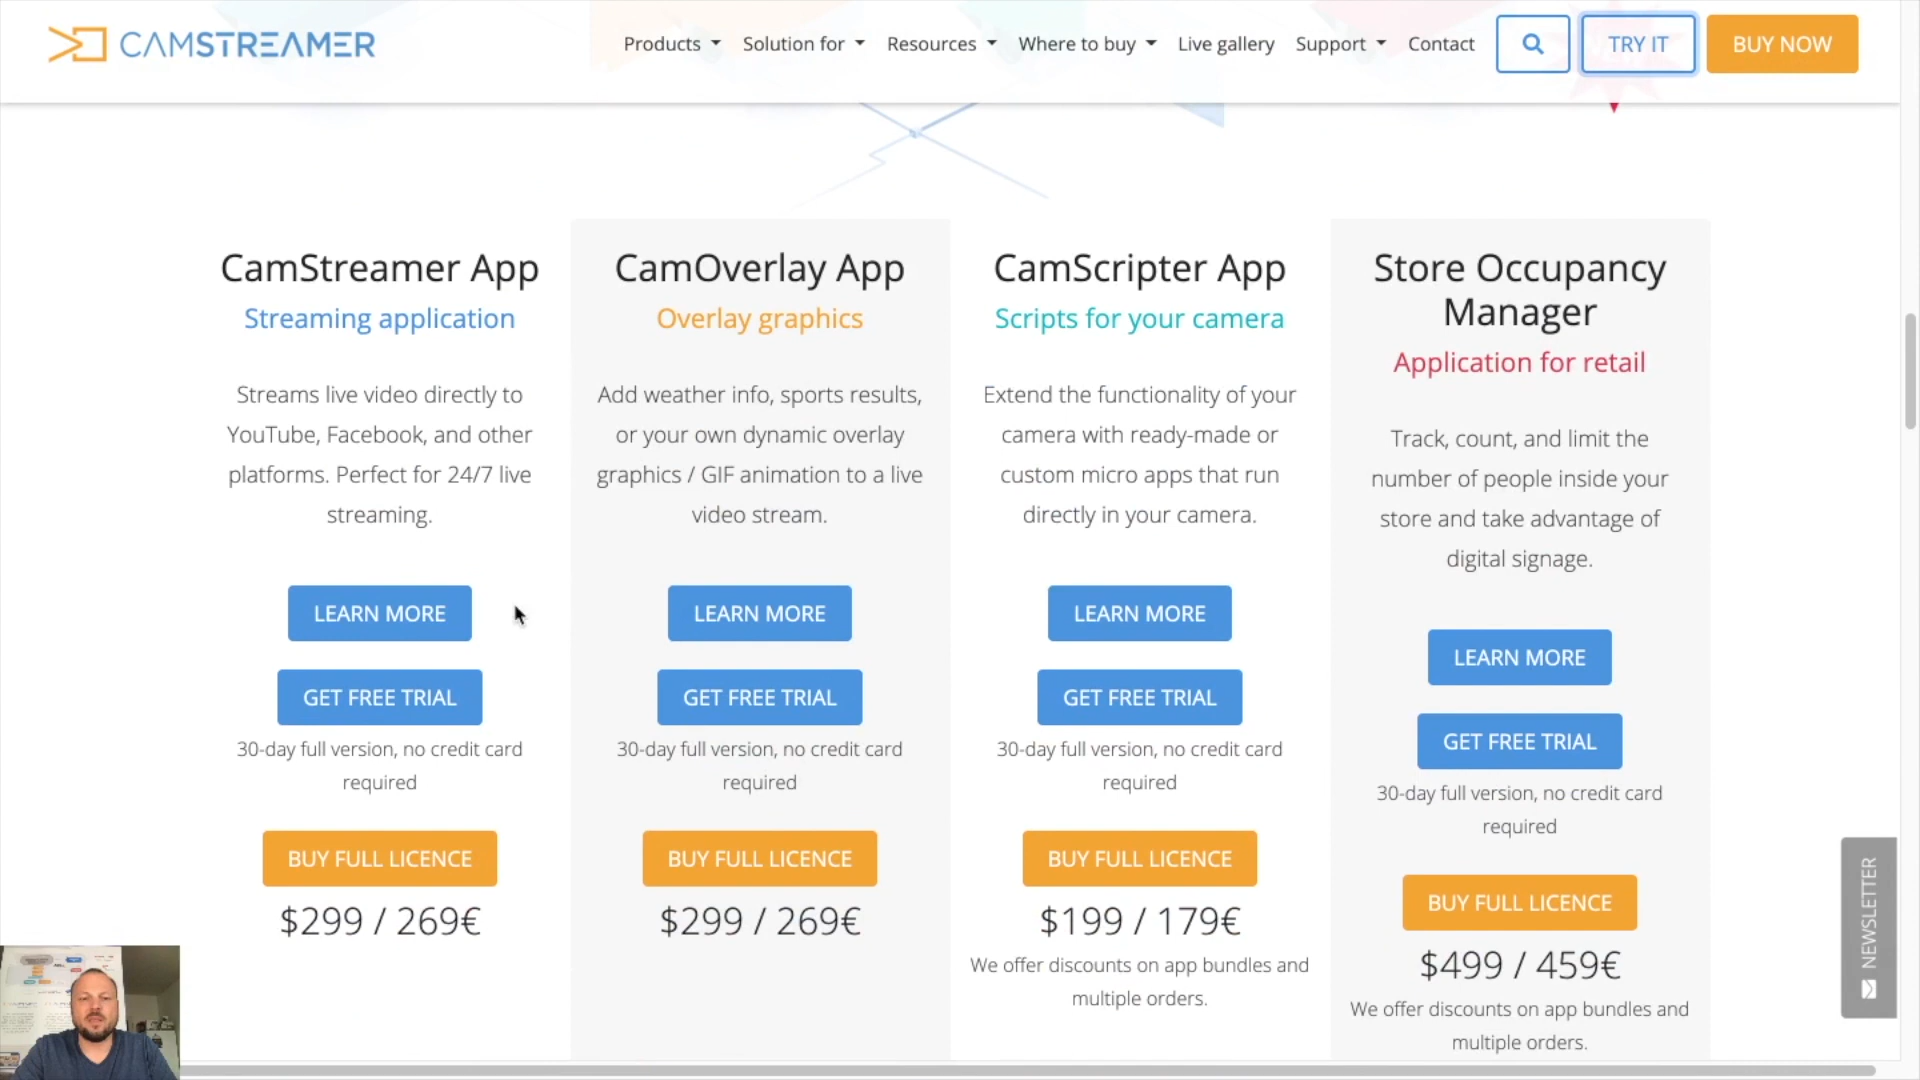 CAMSTREAMER
Products
Solution for
Resources
Where to buy
Live gallery
Support
Contact
TRY IT
BUY NOW
CamStreamer App
Streaming application
Streams live video directly to
YouTube, Facebook, and other
platforms. Perfect for 24/7 live
streaming.
LEARN MORE
GET FREE TRIAL
30-day full version, no credit card
required
BUY FULL LICENCE
$299 / 269€
CamOverlay App
Overlay graphics
Add weather info, sports results,
or your own dynamic overlay
graphics / GIF animation to a live
video stream.
LEARN MORE
GET FREE TRIAL
30-day full version, no credit card
required
BUY FULL LICENCE
$299 / 269€
CamScripter App
Scripts for your camera
Extend the functionality of your
camera with ready-made or
custom micro apps that run
directly in your camera.
LEARN MORE
GET FREE TRIAL
30-day full version, no credit card
required
BUY FULL LICENCE
$199 / 179€
We offer discounts on app bundles and
multiple orders.
Store Occupancy
Manager
Application for retail
Track, count, and limit the
number of people inside your
store and take advantage of
digital signage.
LEARN MORE
GET FREE TRIAL
30-day full version, no credit card
required
BUY FULL LICENCE
$499 / 459€
We offer discounts on app bundles and
multiple orders.
NEWSLETTER